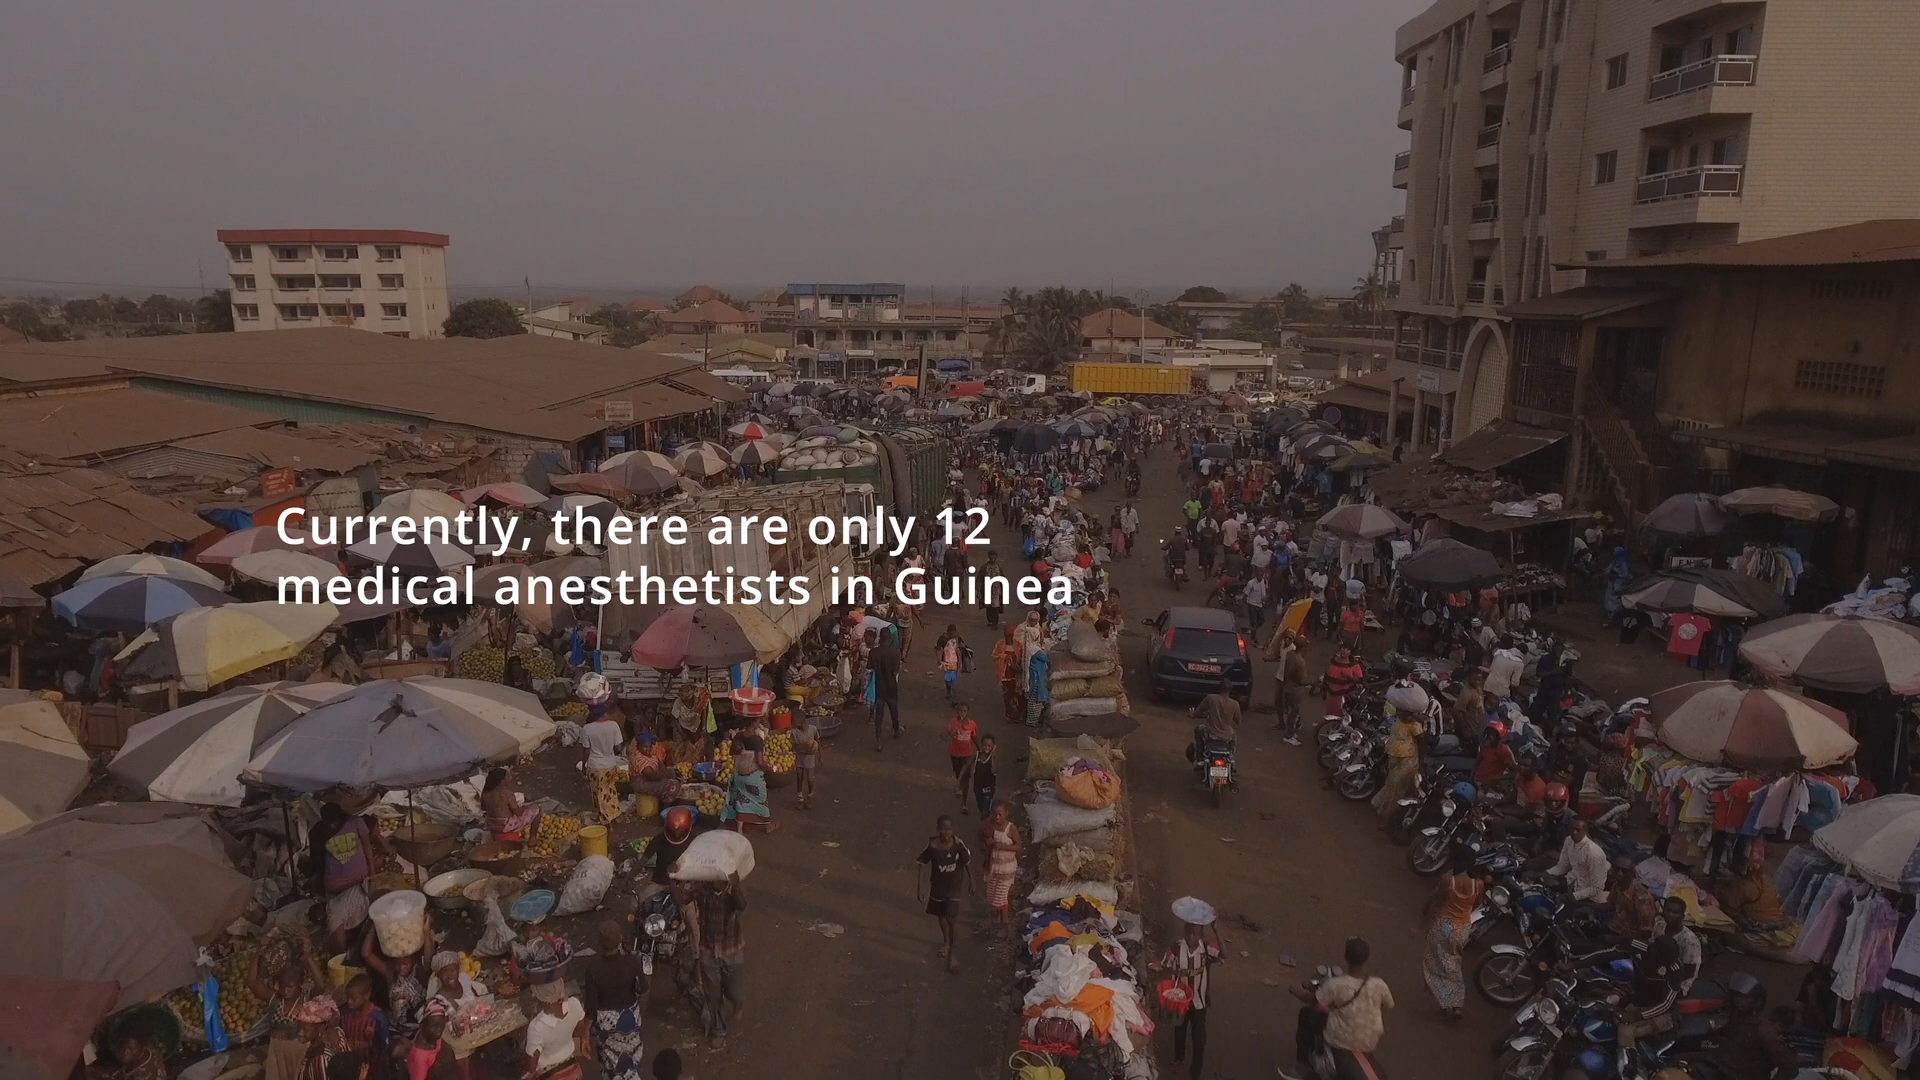 Currently, there are only 12
medical anesthetists in Guinea